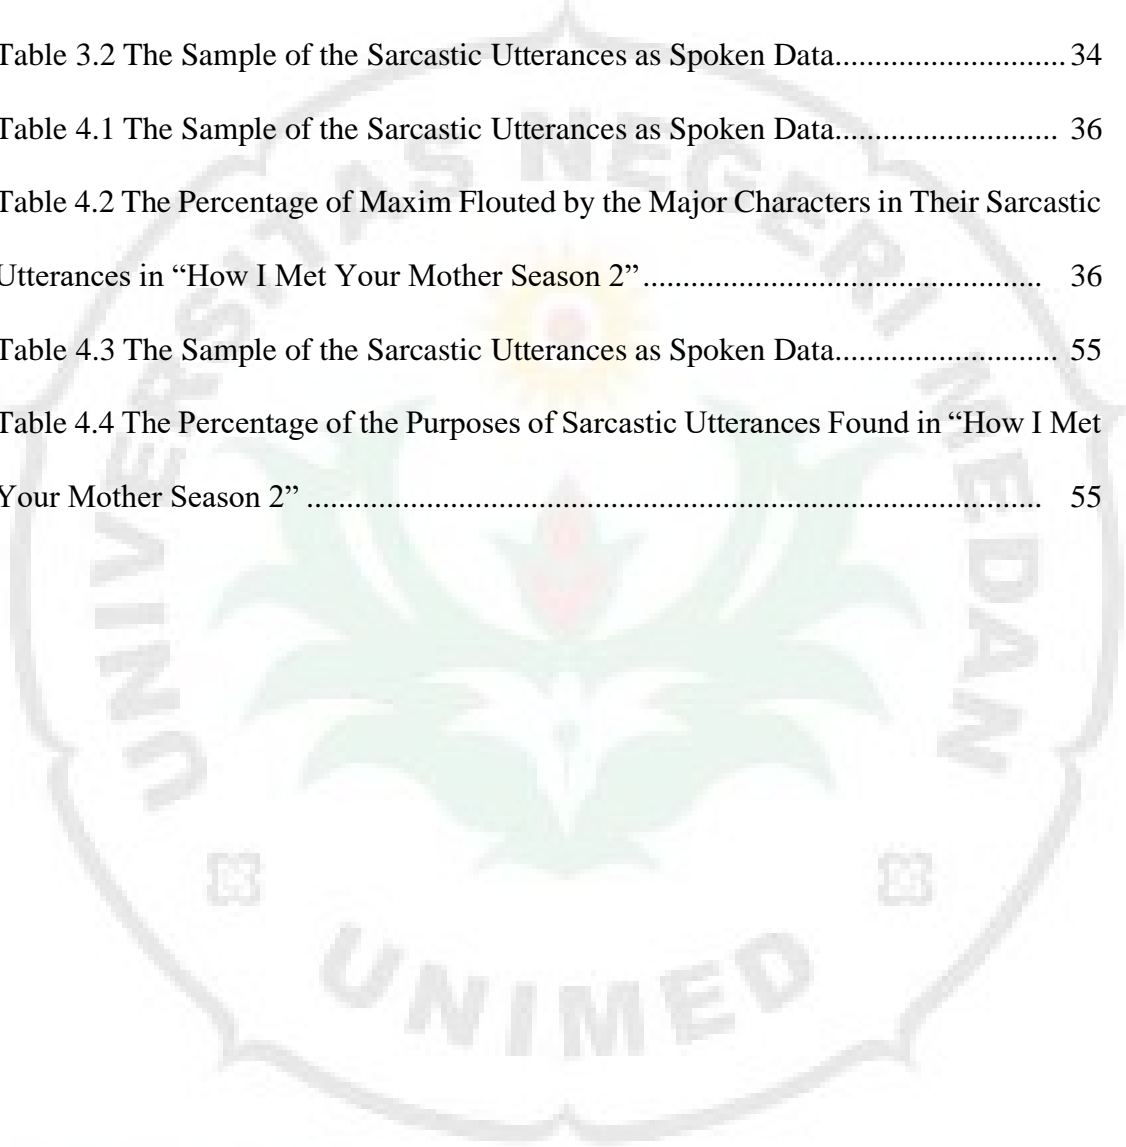 Table 3.2 The Sample of the Sarcastic Utterances as Spoken Data............................ 34
Table 4.1 The Sample of the Sarcastic Utterances as Spoken Data........................... 36
Table 4.2 The Percentage of Maxim Flouted by the Major Characters in Their Sarcastic
Utterances in “How I Met Your Mother Season 2” ................................................. 36
Table 4.3 The Sample of the Sarcastic Utterances as Spoken Data........................... 55
Table 4.4 The Percentage of the Purposes of Sarcastic Utterances Found in “How I Met
Your Mother Season 2” ......................................................................................... 55
UNIVERSITAS NEGERI MEDAN
UNIMED